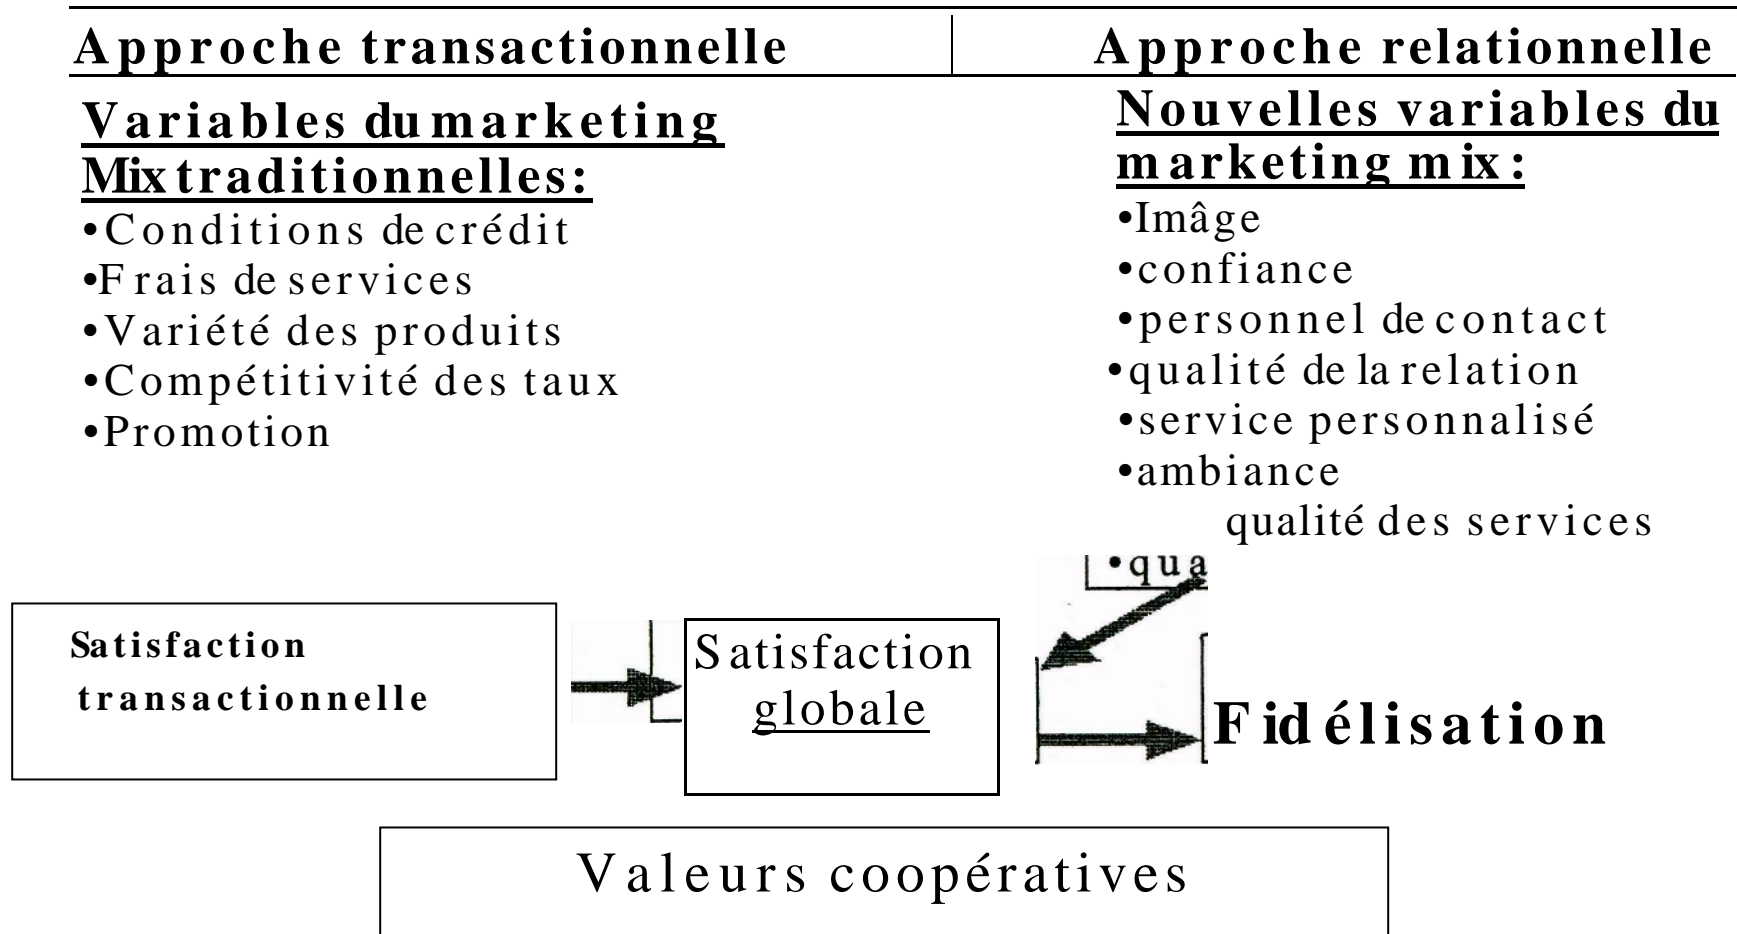 Approche transactionnelle
Approche relationnelle
Variables du marketing
Mix traditionnelles:
•Conditions de crédit
•Frais de services
•Variété des produits
•Compétitivité des taux
•Promotion
Nouvelles variables du
marketing mix:
•Imâge
•confiance
•personnel de contact
•qualité de la relation
•service personnalisé
•ambiance
qualité des services
•qua
Satisfaction
transactionnelle
Satisfaction
globale
Fidélisation
Valeurs coopératives